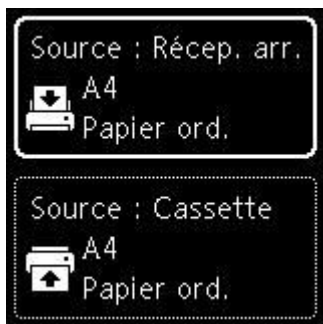 Source : Récep. arr.
A4
Papier ord.
Source : Cassette
A4
Papier ord.